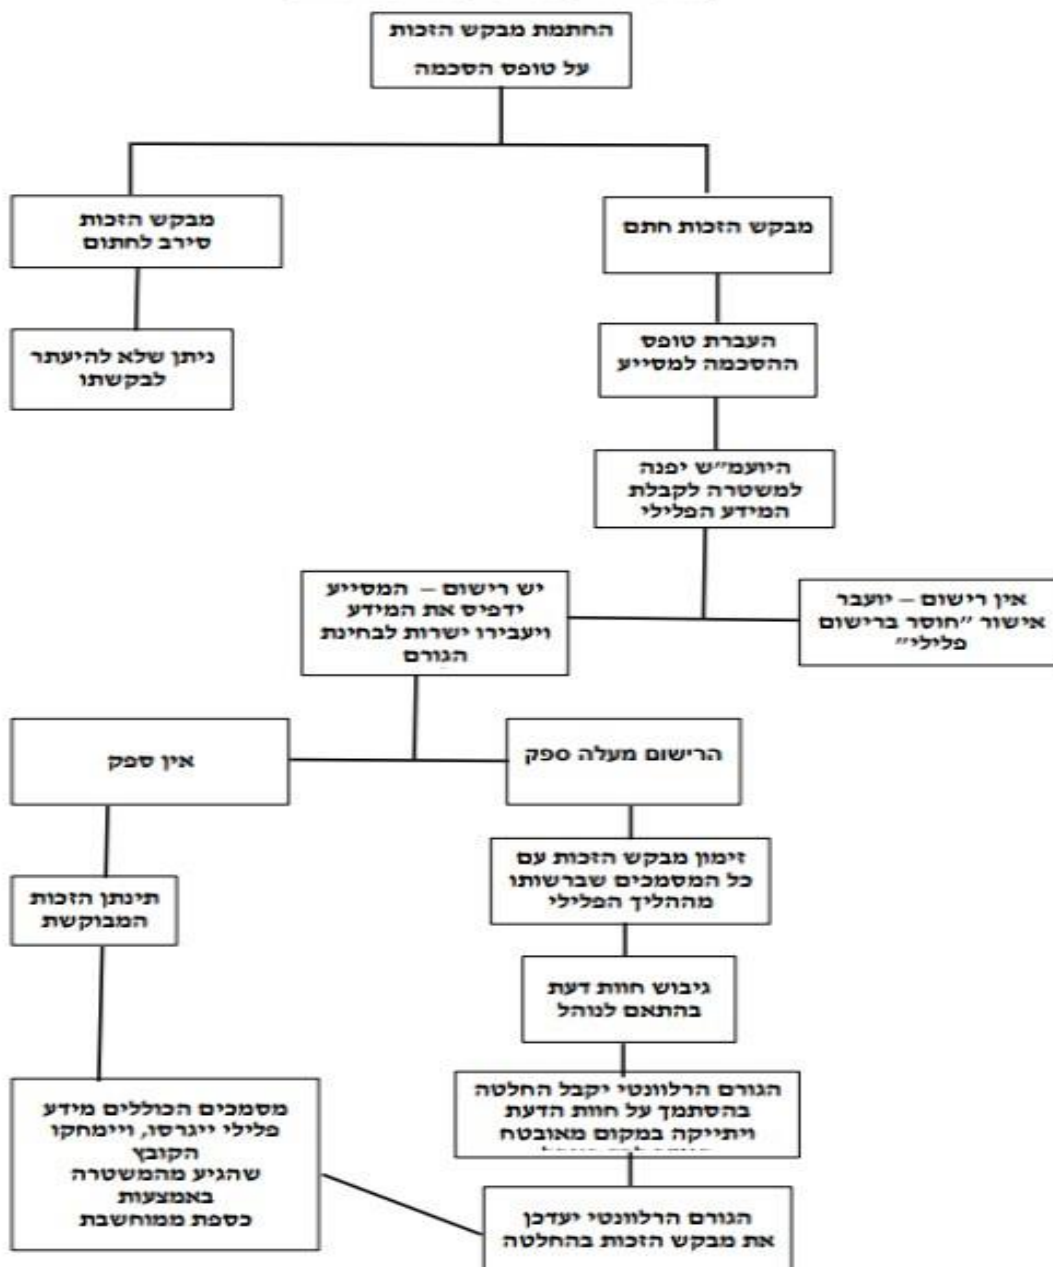 החתמת מבקש הזכות
על טופס הסכמה
מבקש הזכות חתם
מבקש הזכות
סירב לחתום
העברת טופס
ההסכמה למסייע
ניתן שלא להיעתר
לבקשתו
היועמ״ש יפנה
למשטרה לקבלת
המידע הפלילי
אין רישום – יועבר
אישור ״חוסר ברישום
פלילי״
יש רישום – המסייע
ידפיס את המידע
ויעבירו ישרות לבחינת
הגורם
הרישום מעלה ספק
אין ספק
זימון מבקש הזכות עם
כל המסמכים שברשותו
מההליך הפלילי
תינתן הזכות
המבוקשת
גיבוש חוות דעת
בהתאם לנוהל
הגורם הרלוונטי יקבל החלטה
בהסתמך על חוות הדעת
ויתייקה במקום מאובטח
מסמכים הכוללים מידע
פלילי ייגרסו, ויימחקו
הקובץ
שהגיע מהמשטרה
באמצעות
כספת ממוחשבת
הגורם הרלוונטי יעדכן
את מבקש הזכות בהחלטה